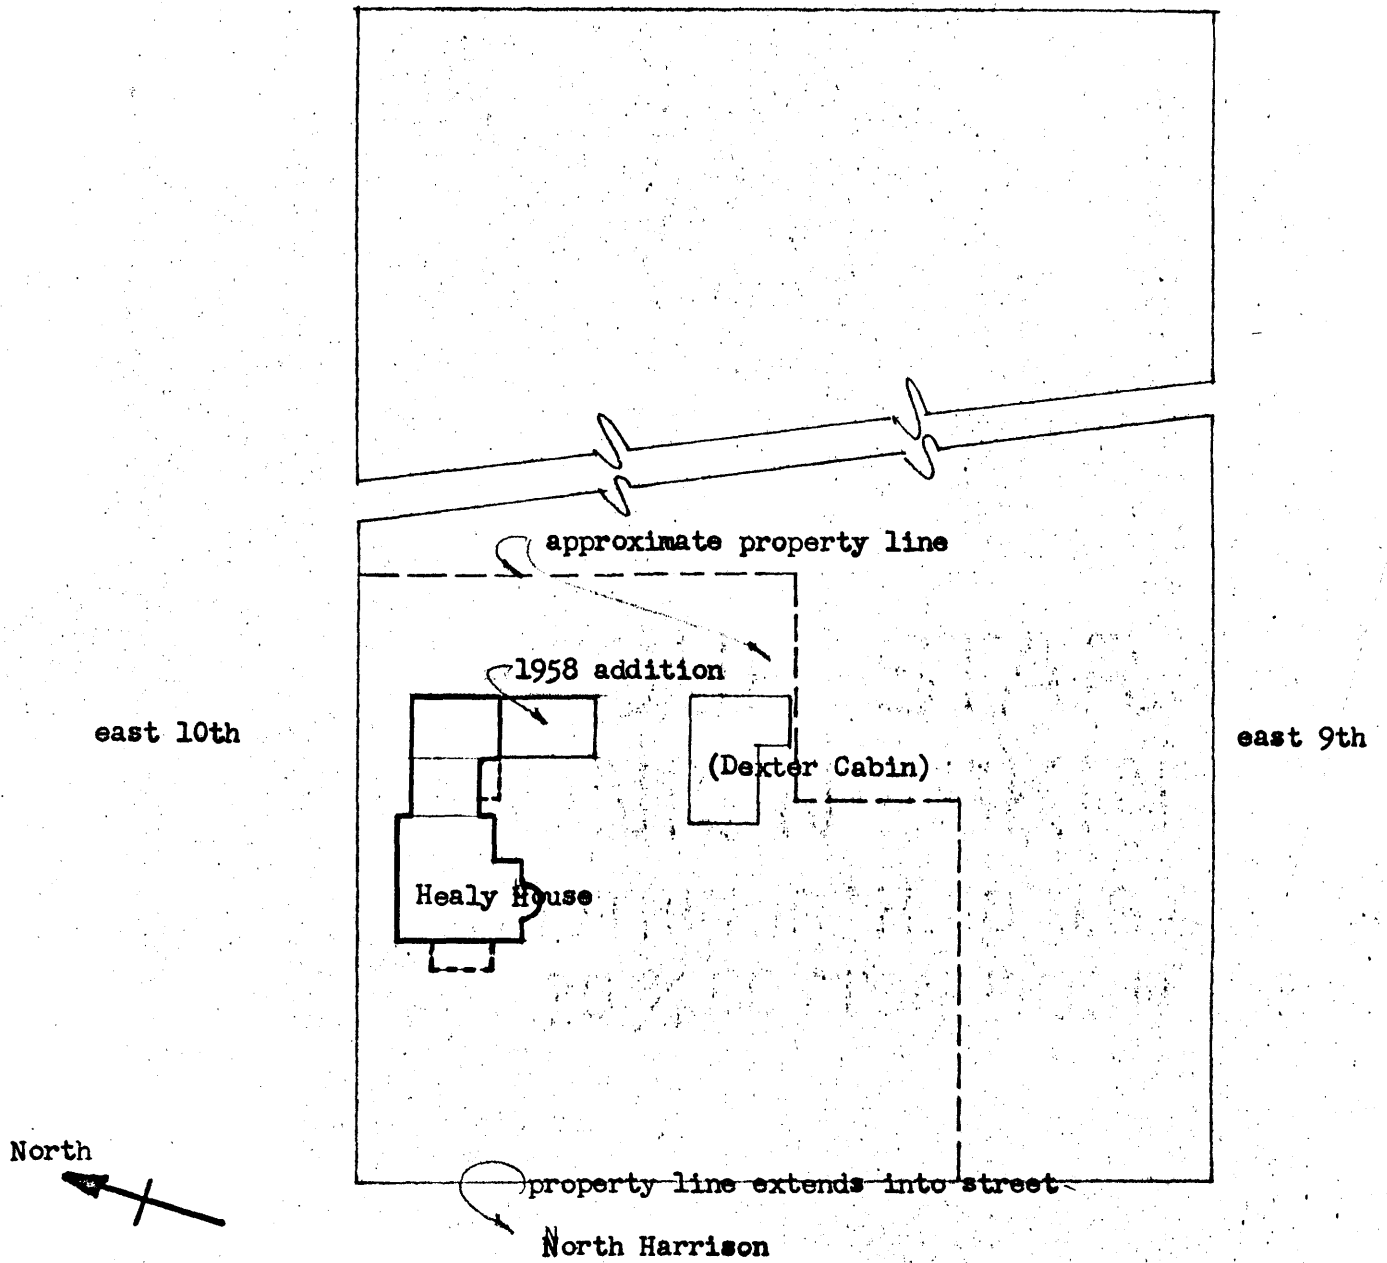 approximate property line
1958 addition
east 10th
east 9th
(Dexter Cabin)
Healy House
North
property line extends into street
North Harrison